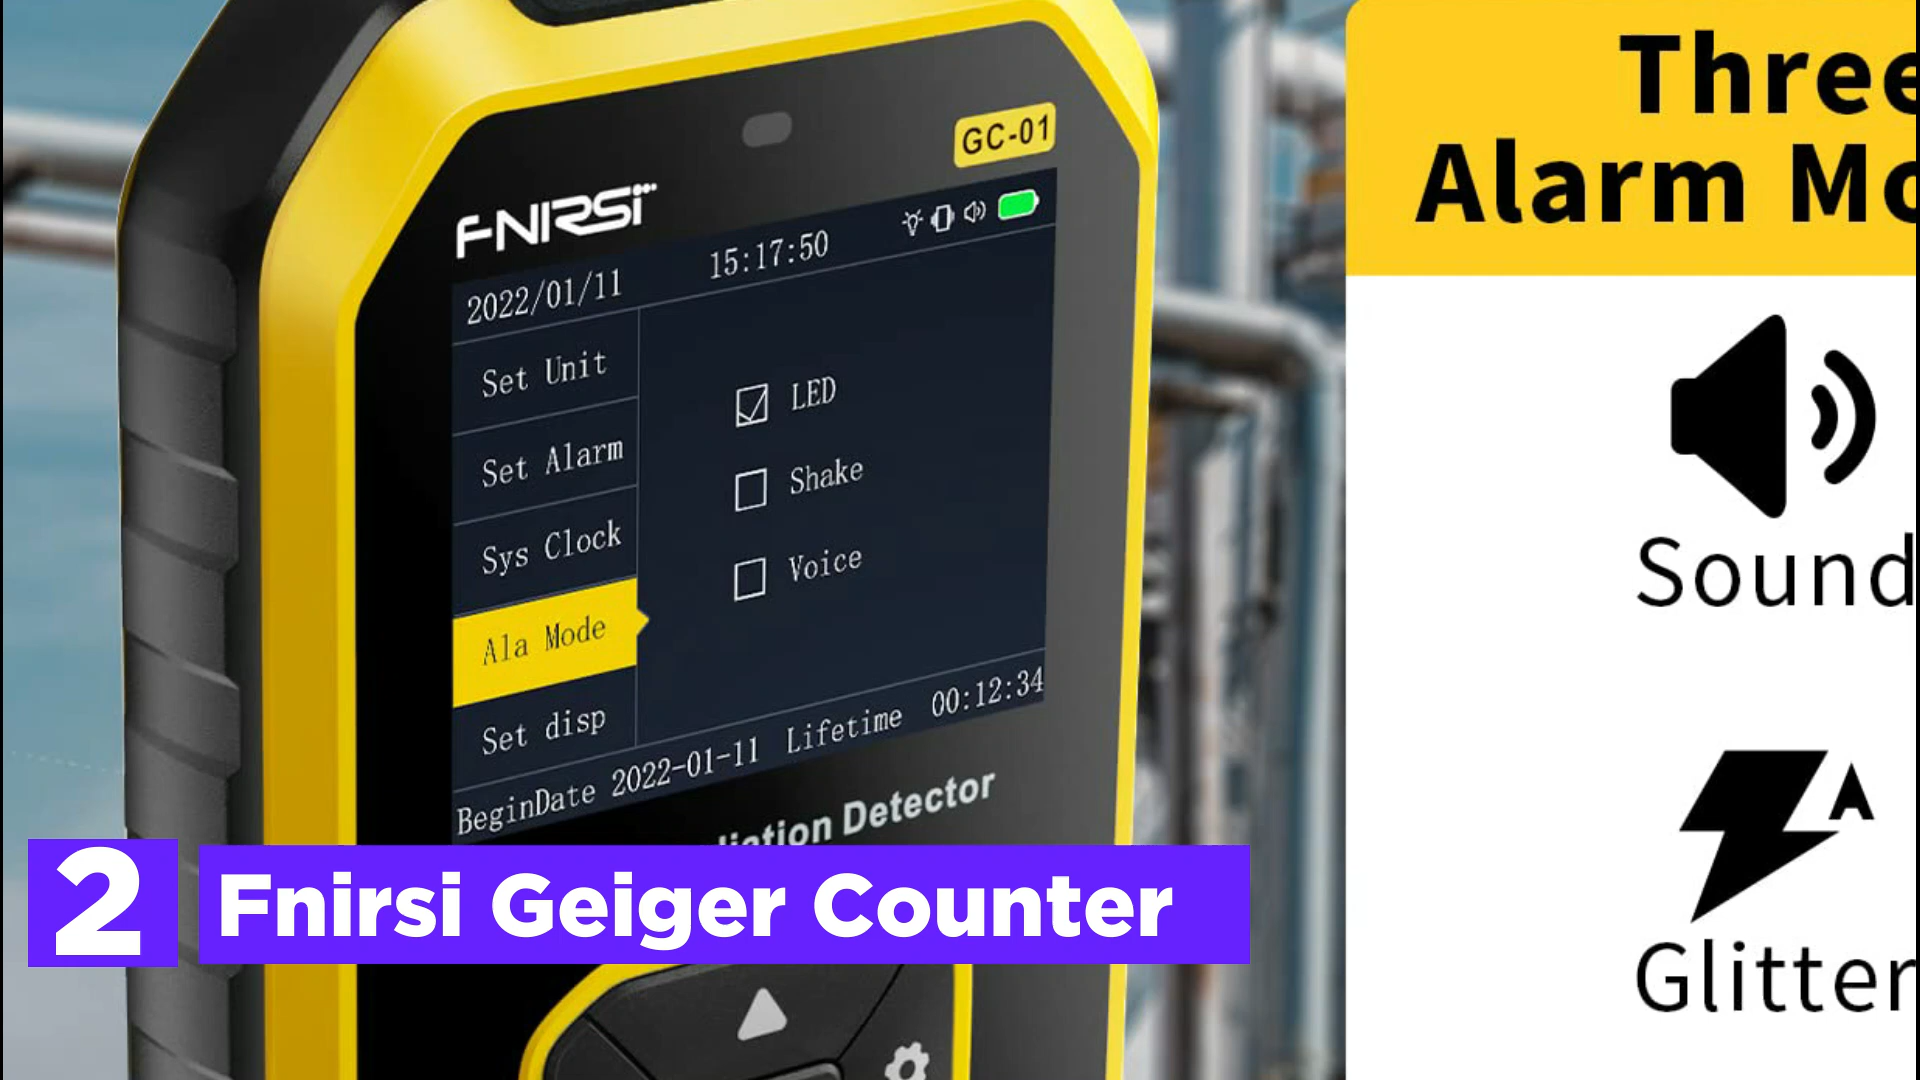 GC-01
FNIRSI
2022/01/11 15:17:50
Set Unit
Set Alarm
Sys Clock
Ala Mode
Set disp
LED
Shake
Voice
BeginDate 2022-01-11 Lifetime 00:12:34
Detector
2 Fnirsi Geiger Counter
Three
Alarm Mo
Sound
A
Glitter